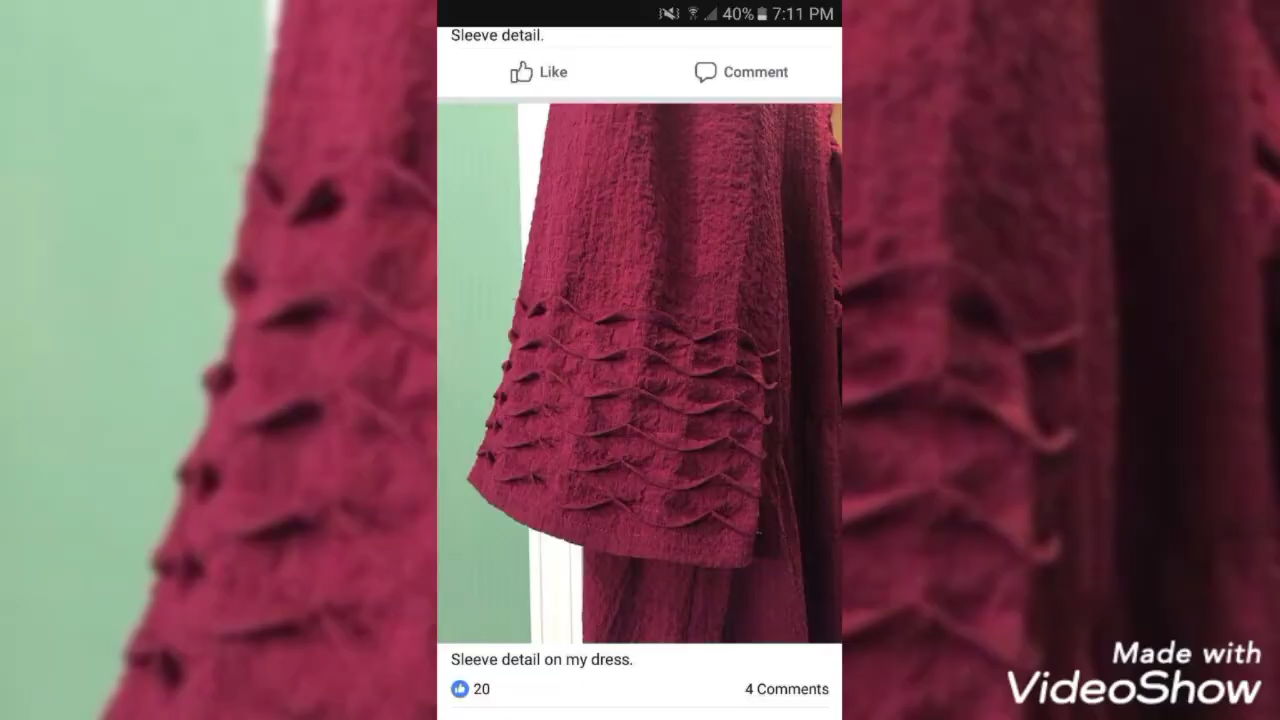 40% 7:11 PM
Sleeve detail.
Like Comment
Sleeve detail on my dress.
20 4 Comments
Made with
VideoShow